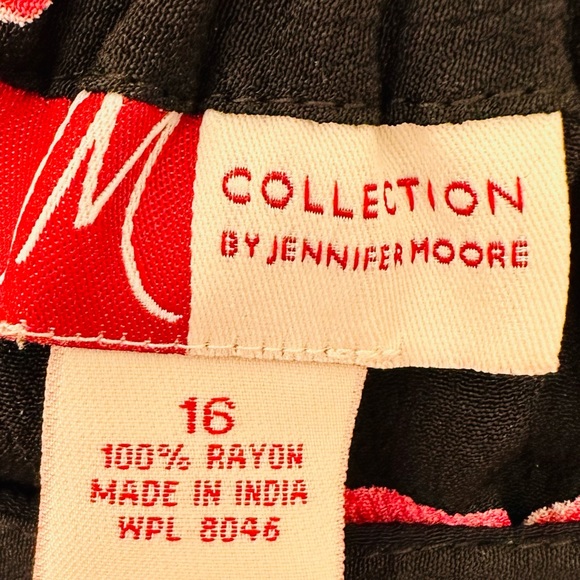 M
COLLECTION
BY JENNIFER MOORE
16
100% RAYON
MADE IN INDIA
WPL 8046